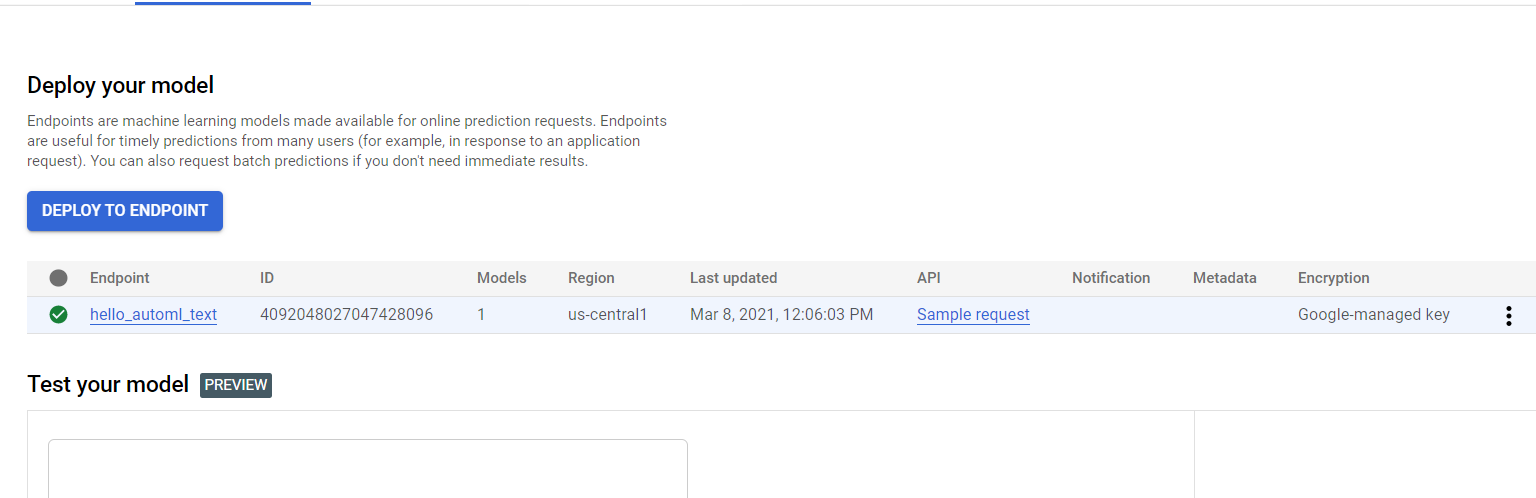 Deploy your model
Endpoints are machine learning models made available for online prediction requests. Endpoints
are useful for timely predictions from many users (for example, in response to an application
request). You can also request batch predictions if you don't need immediate results.
DEPLOY TO ENDPOINT
Endpoint ID Models Region Last updated API Notification Metadata Encryption
hello_automl_text 4092048027047428096 1 us-central1 Mar 8, 2021, 12:06:03 PM Sample request Google-managed key
Test your model PREVIEW